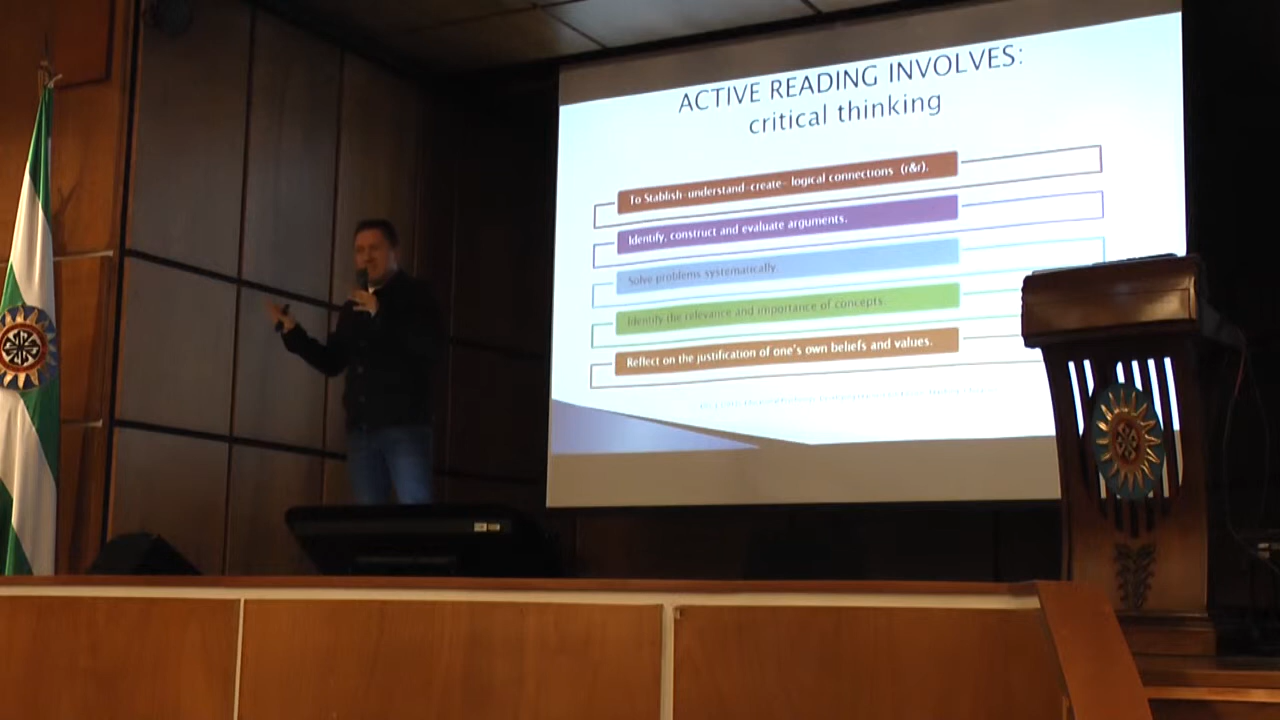 ACTIVE READING INVOLVES:
critical thinking
To Stablish-understand-create- logical connections (r&r).
Identify, construct and evaluate arguments.
Solve problems systematically.
Identify the relevance and importance of concepts.
Reflect on the justification of one's own beliefs and values.